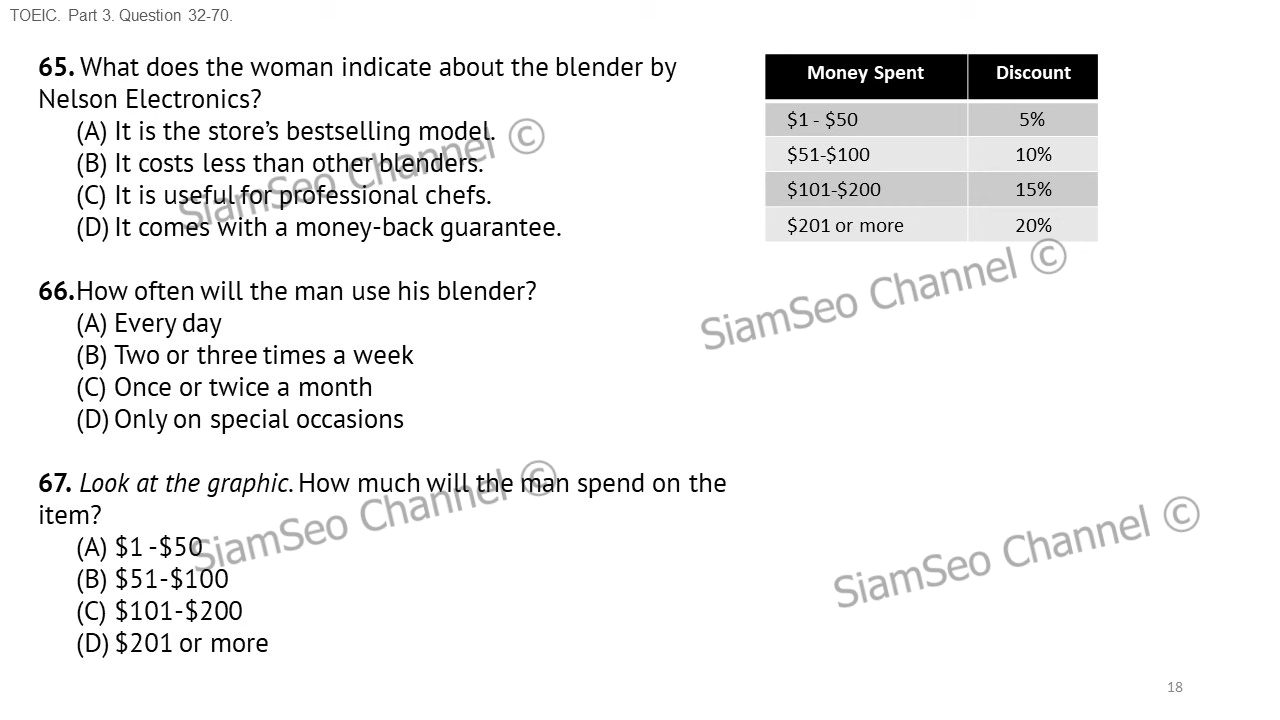 TOEIC. Part 3. Question 32-70.
65. What does the woman indicate about the blender by
Nelson Electronics?
(A) It is the store's bestselling model.
(B) It costs less than other blenders.
(C) It is useful for professional chefs.
(D) It comes with a money-back guarantee.
66.How often will the man use his blender?
(A) Every day
(B) Two or three times a week
(C) Once or twice a month
(D) Only on special occasions
67. Look at the graphic. How much will the man spend on the
item?
(A) $1 -$50
(B) $51-$100
(C) $101-$200
(D) $201 or more
Money Spent Discount
$1 - $50 5%
$51-$100 10%
$101-$200 15%
$201 or more 20%
SiamSeo Channel ©
SiamSeo Channel ©
SiamSeo Channel ©
SiamSeo Channel ©
18